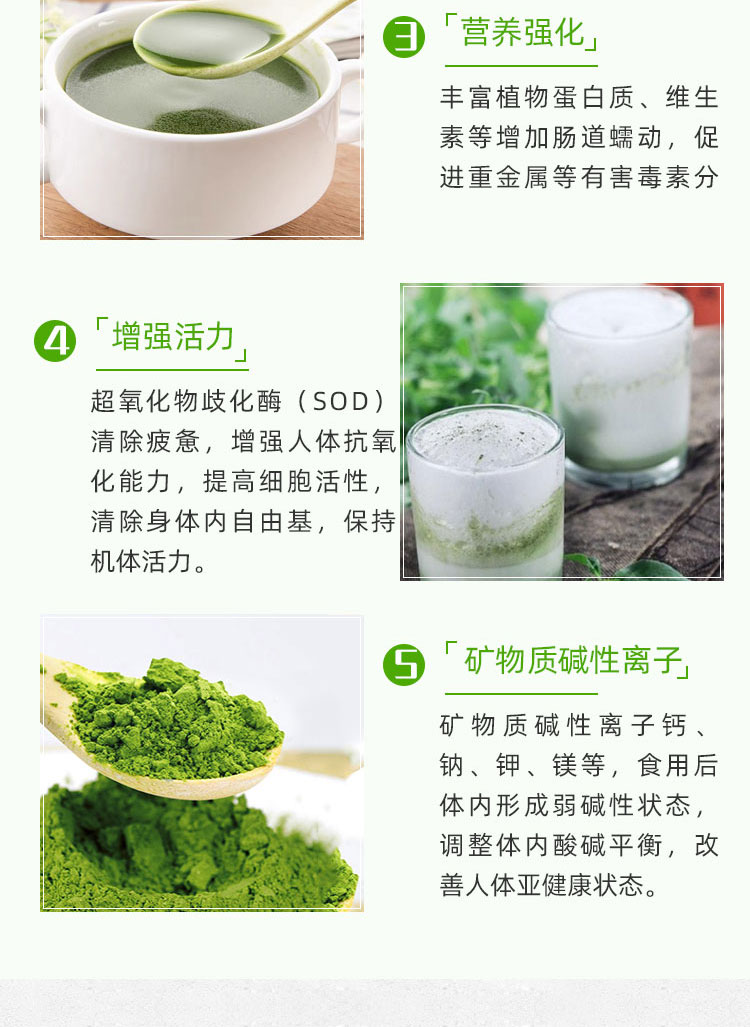 3「营养强化」
丰富植物蛋白质、维生
素等增加肠道蠕动，促
进重金属等有害毒素分
4「增强活力」
超氧化物歧化酶（SOD）
清除疲惫，增强人体抗氧
化能力，提高细胞活性，
清除身体内自由基，保持
机体活力。
5「矿物质碱性离子」
矿物质碱性离子钙、
钠、钾、镁等，食用后
体内形成弱碱性状态，
调整体内酸碱平衡，改
善人体亚健康状态。